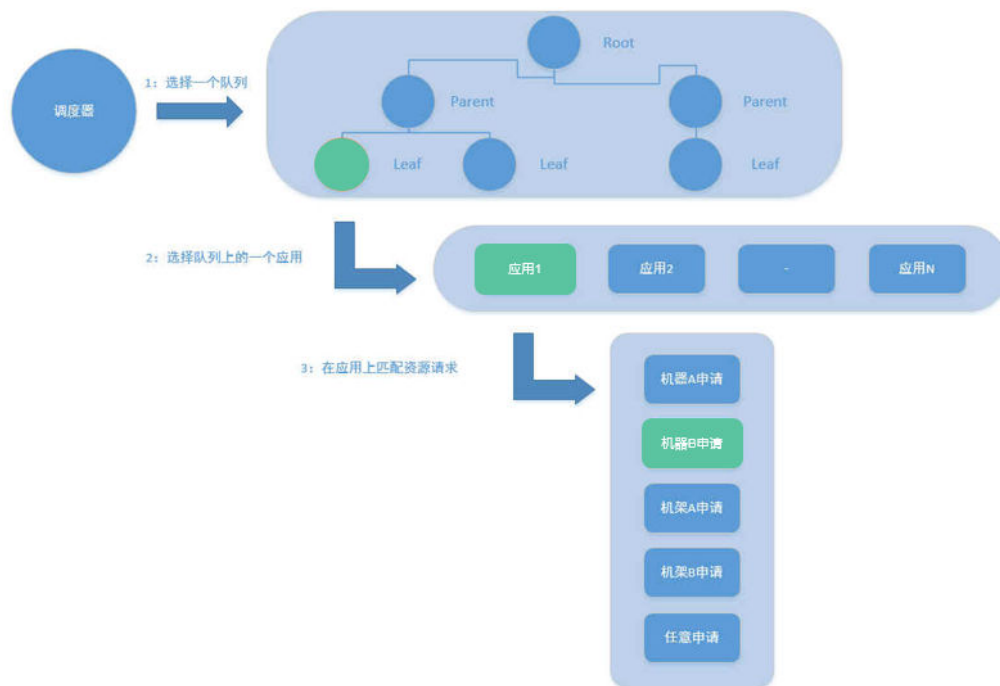 Root
调度器
1: 选择一个队列
Parent
Parent
Leaf
Leaf
Leaf
2: 选择队列上的一个应用
应用1
应用2
-
应用N
3: 在应用上匹配资源请求
机器A申请
机器B申请
机架A申请
机架B申请
任意申请